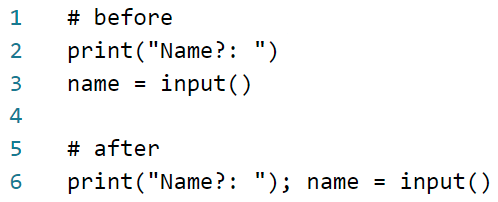 1 # before
2 print("Name?: ")
3 name = input()
4
5 # after
6 print("Name?: "); name = input()